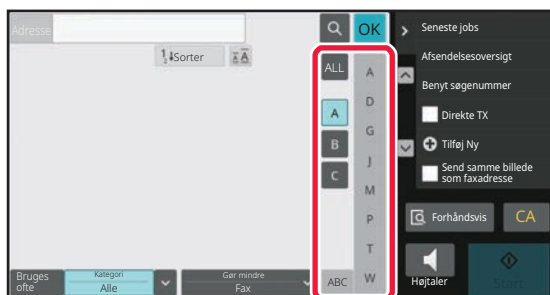 Adresse
OK
Seneste jobs
Sorter
Afsendelsesoversigt
ALL
A
Benyt søgenummer
A
D
Direkte TX
B
G
Tilføj Ny
C
J
Send samme billede
som faxadresse
M
P
Forhåndsvis
CA
T
Bruges
ofte
Kategori
Alle
Gør mindre
Fax
ABC
W
Højtaler
Start